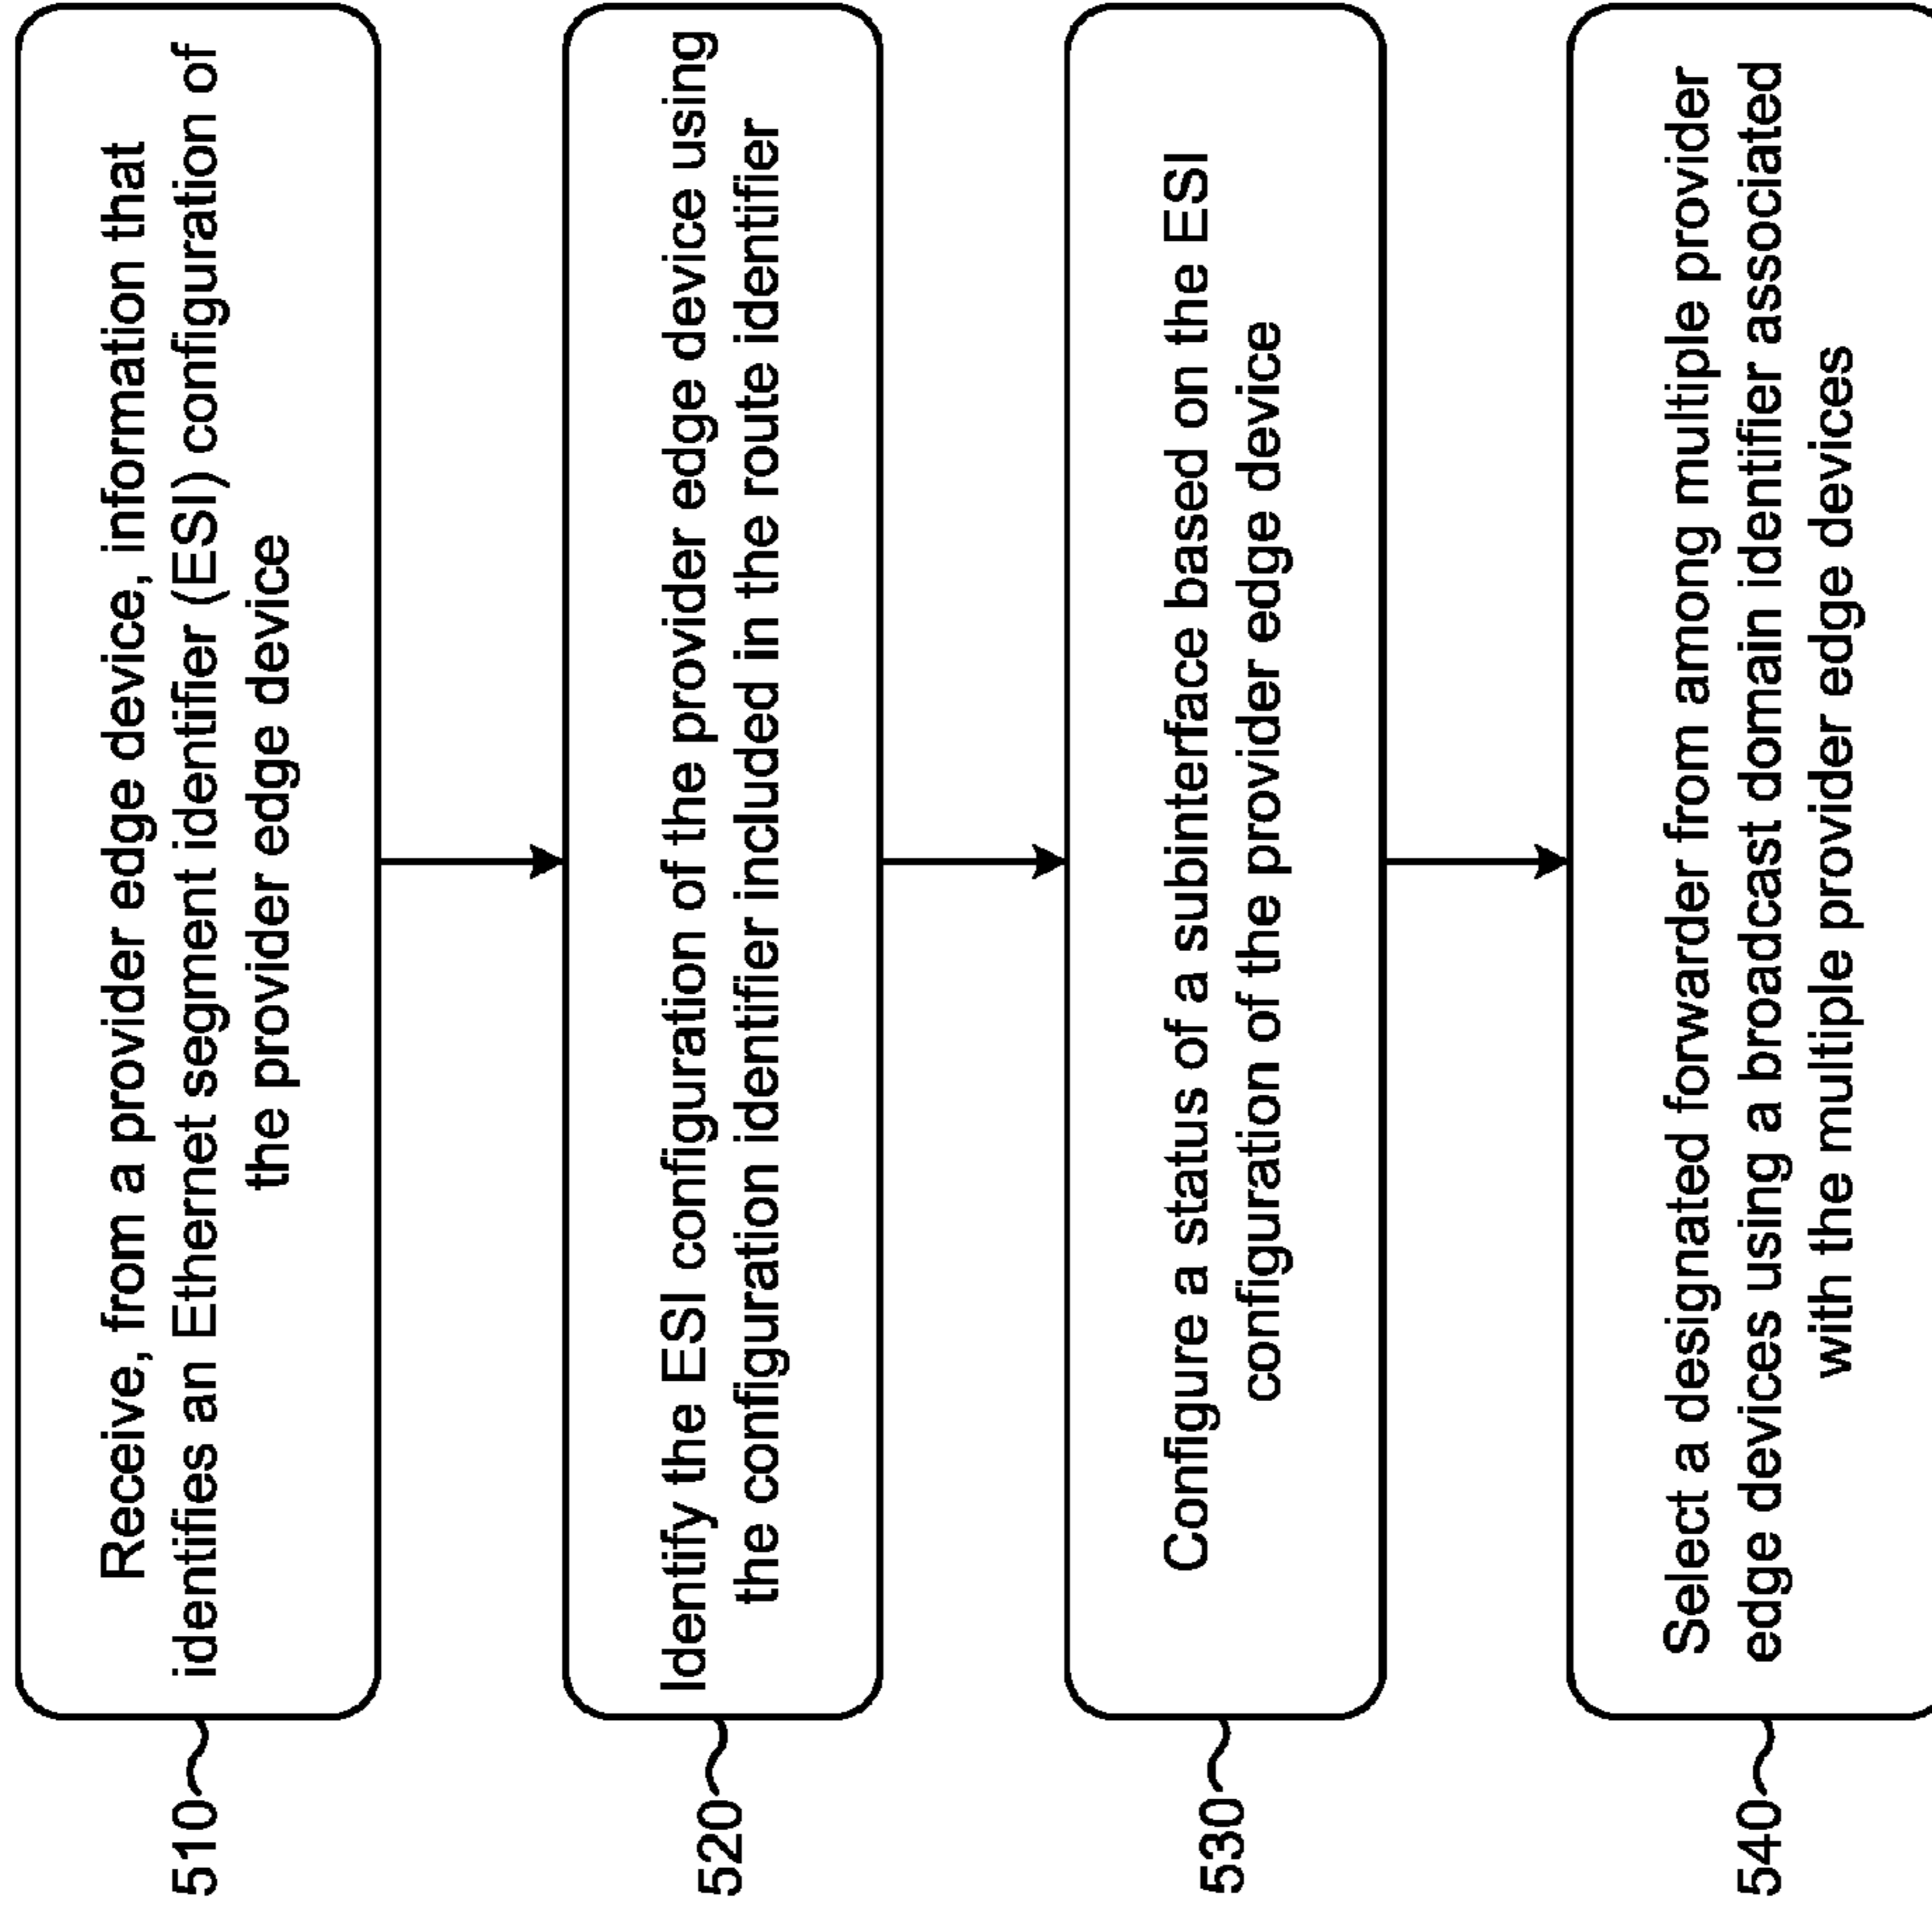 510
Receive, from a provider edge device, information that
identifies an Ethernet segment identifier (ESI) configuration of
the provider edge device
520
Identify the ESI configuration of the provider edge device using
the configuration identifier included in the route identifier
530
Configure a status of a subinterface based on the ESI
configuration of the provider edge device
540
Select a designated forwarder from among multiple provider
edge devices using a broadcast domain identifier associated
with the multiple provider edge devices